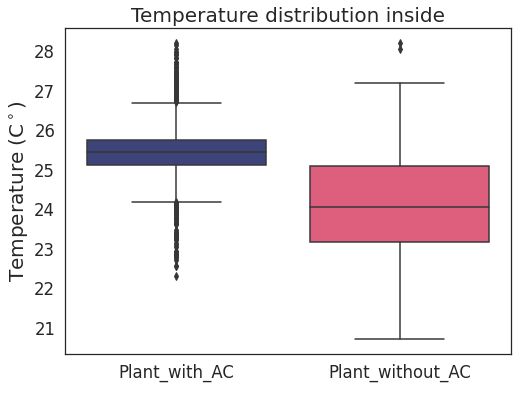 Temperature distribution inside
Temperature (C°)
28
27
26
25
24
23
22
21
Plant_with_AC
Plant_without_AC